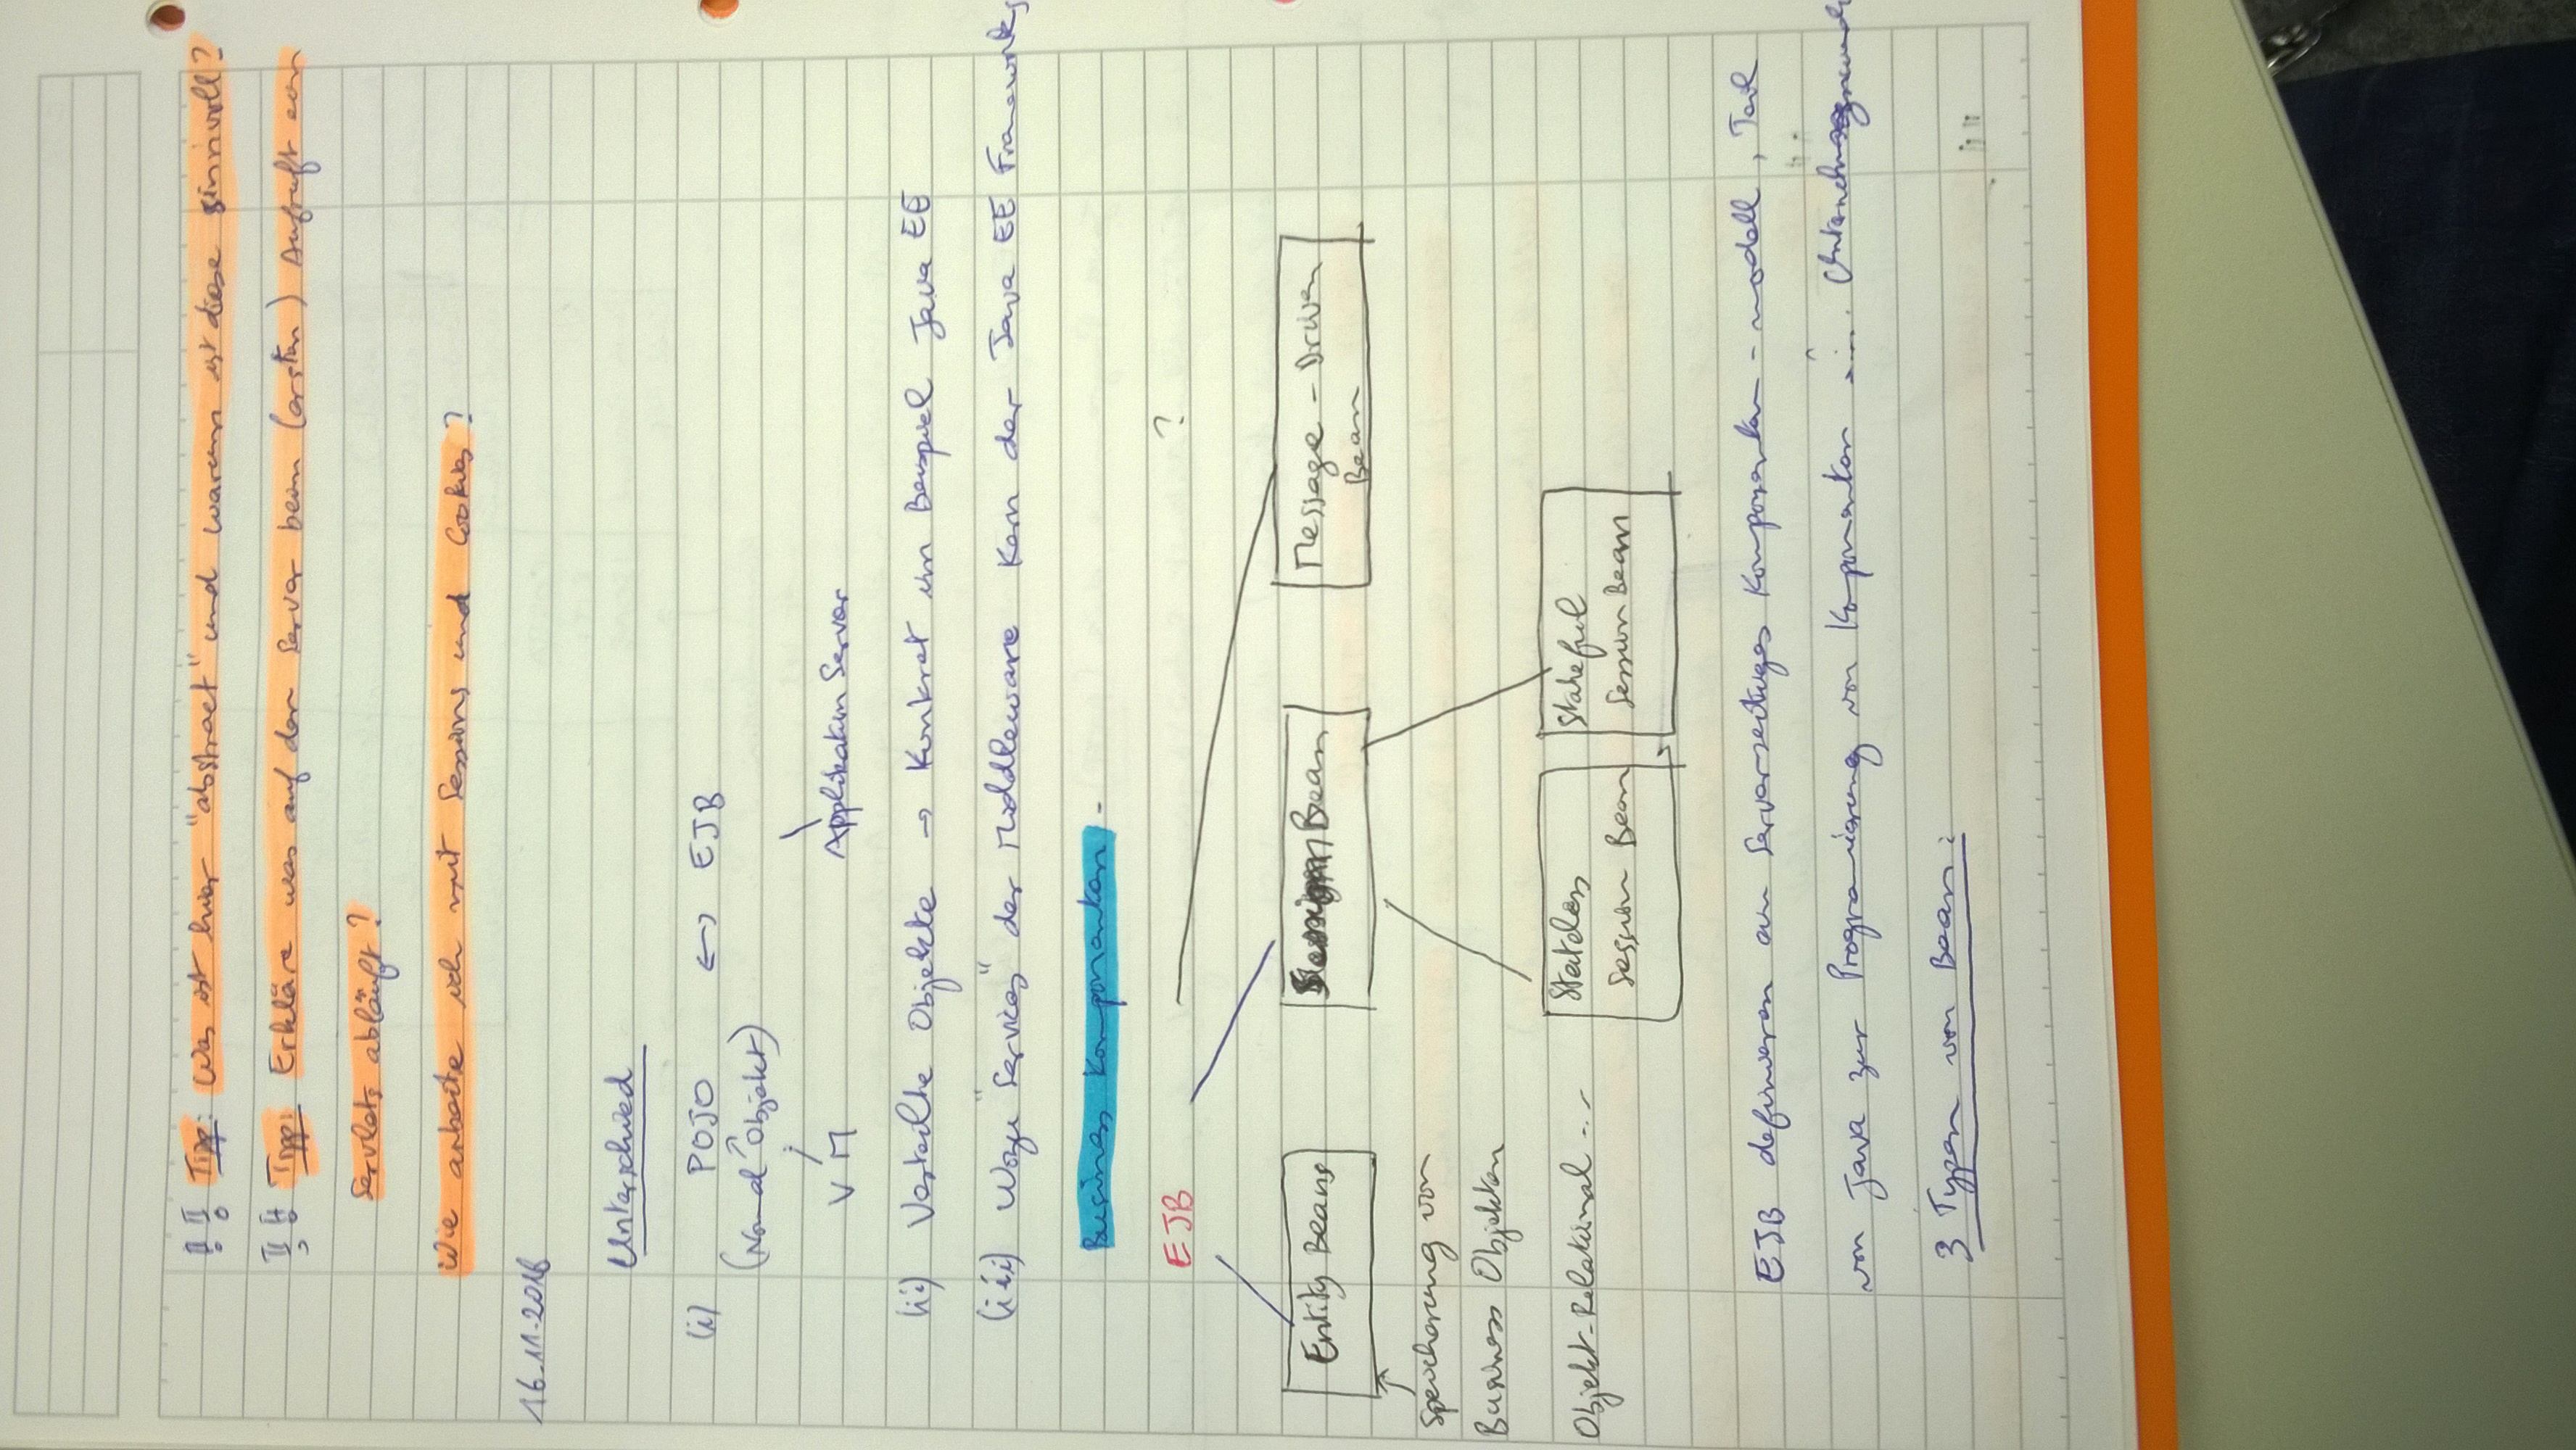 !! Tipp: Was ist hier "abstract" und warum ist diese sinnvoll?
!! Tipp: Erkläre was auf der Server beim (ersten) Aufruft ein
Servlets abläuft?
Wie arbeite ich mit Sessions und Cookies?
16.11.2016
Unterschied
(i) POJO <-> EJB
(Normal Objekt)
VM Applikation Server
(ii) Verteilte Objekte → Konkret im Beispiel Java EE
(iii) Wozu "Services" der Middleware Kern der Java EE Frameworks
Business Komponenten -
EJB ?
Entity Beans
Session Bean
Message-Driven
Bean
Speicherung von
Business Objekten
Objekt-Relational ...
Stateless
Session Bean
Stateful
Session Bean
EJB definieren ein Serverseitiges Komponenten-modell, Teil
von Java zur Programmierung von Komponenten
3 Typen von Bean: